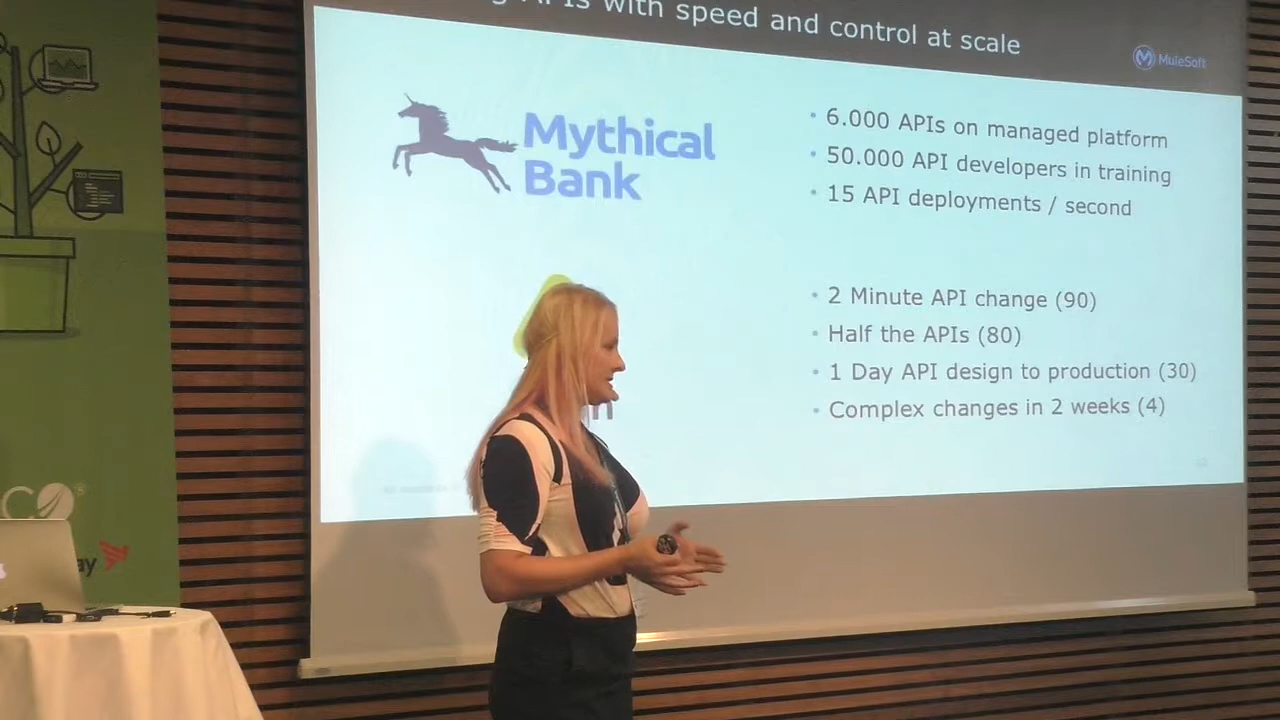 APIs with speed and control at scale
MuleSoft
Mythical
Bank
• 6.000 APIs on managed platform
• 50.000 API developers in training
• 15 API deployments / second
• 2 Minute API change (90)
• Half the APIs (80)
• 1 Day API design to production (30)
• Complex changes in 2 weeks (4)